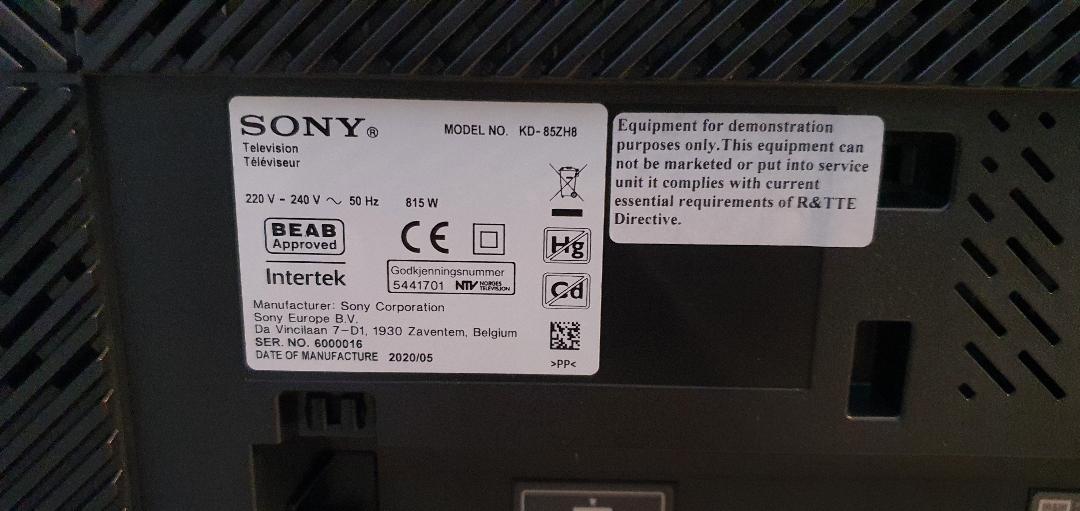 SONY®
MODEL NO. KD-85ZH8
Television
Téléviseur
220 V - 240 V ~ 50 Hz 815 W
BEAB
Approved
CE
Intertek
Godkjenningsnummer
5441701 NTV NORGES TELEVISJON
Hg
Cd
Manufacturer: Sony Corporation
Sony Europe B.V.
Da Vincilaan 7-D1, 1930 Zaventem, Belgium
SER. NO. 6000016
DATE OF MANUFACTURE 2020/05
>PP<
Equipment for demonstration
purposes only.This equipment can
not be marketed or put into service
unit it complies with current
essential requirements of R&TTE
Directive.